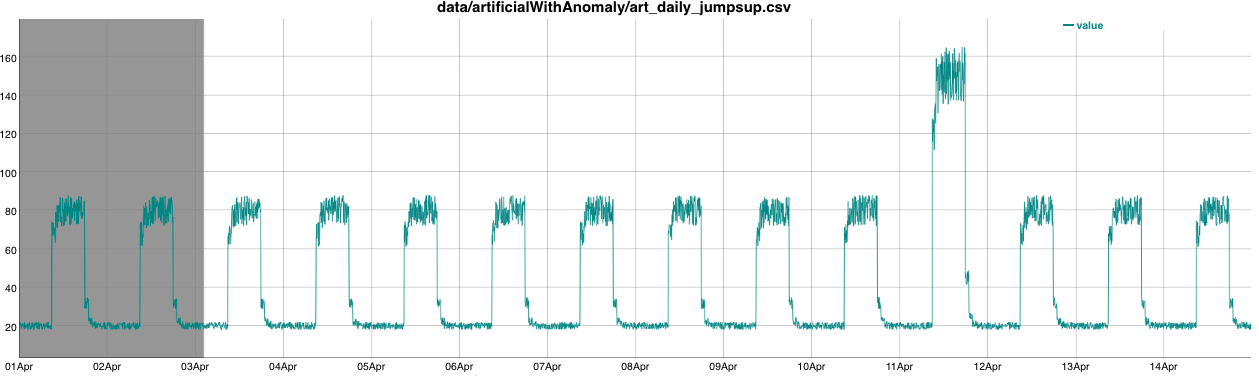 data/artificialWithAnomaly/art_daily_jumpsup.csv
value
160
140
120
100
80
60
40
20
01Apr 02Apr 03Apr 04Apr 05Apr 06Apr 07Apr 08Apr 09Apr 10Apr 11Apr 12Apr 13Apr 14Apr